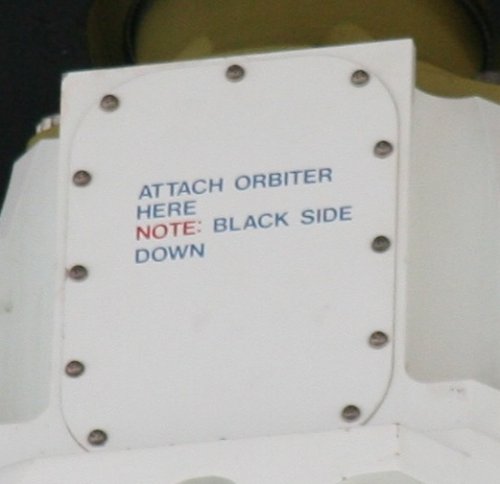 ATTACH ORBITER
HERE
NOTE: BLACK SIDE
DOWN